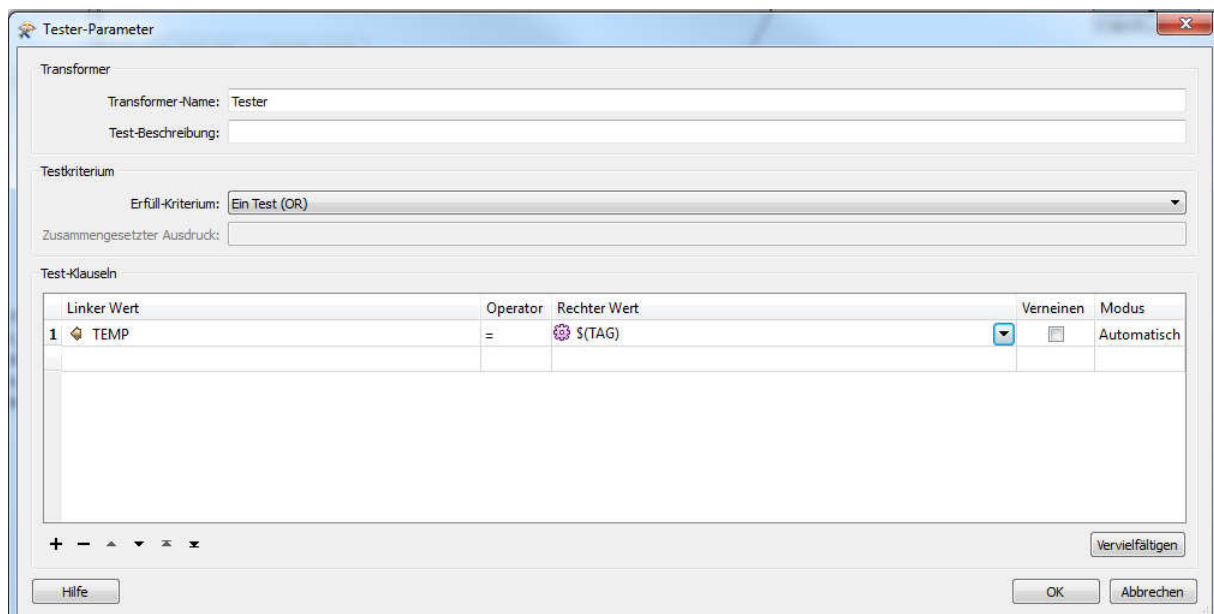 Tester-Parameter
Transformer
Transformer-Name: Tester
Test-Beschreibung:
Testkriterium
Erfüll-Kriterium: Ein Test (OR)
Zusammengesetzter Ausdruck:
Test-Klauseln
Linker Wert Operator Rechter Wert Verneinen Modus
1 TEMP = $(TAG) Automatisch
Vervielfältigen
Hilfe OK Abbrechen